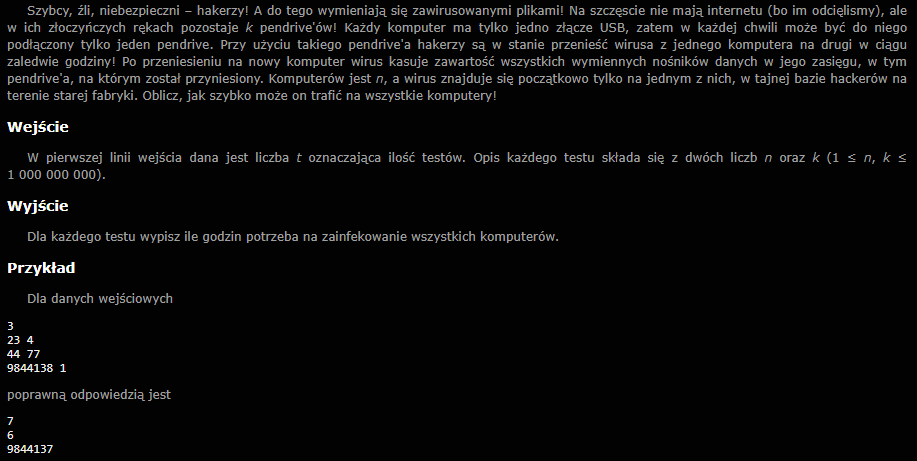 Szybcy, źli, niebezpieczni – hakerzy! A do tego wymieniają się zawirusowanymi plikami! Na szczęście nie mają internetu (bo im odcięlismy), ale
w ich złoczyńczych rękach pozostaje k pendrive'ów! Każdy komputer ma tylko jedno złącze USB, zatem w każdej chwili może być do niego
podłączony tylko jeden pendrive. Przy użyciu takiego pendrive'a hakerzy są w stanie przenieść wirusa z jednego komputera na drugi w ciągu
zaledwie godziny! Po przeniesieniu na nowy komputer wirus kasuje zawartość wszystkich wymiennych nośników danych w jego zasięgu, w tym
pendrive'a, na którym został przyniesiony. Komputerów jest n, a wirus znajduje się początkowo tylko na jednym z nich, w tajnej bazie hackerów na
terenie starej fabryki. Oblicz, jak szybko może on trafić na wszystkie komputery!
Wejście
W pierwszej linii wejścia dana jest liczba t oznaczająca ilość testów. Opis każdego testu składa się z dwóch liczb n oraz k (1 ≤ n, k ≤
1 000 000 000).
Wyjście
Dla każdego testu wypisz ile godzin potrzeba na zainfekowanie wszystkich komputerów.
Przykład
Dla danych wejściowych
3
23 4
44 77
9844138 1
poprawną odpowiedzią jest
7
6
9844137